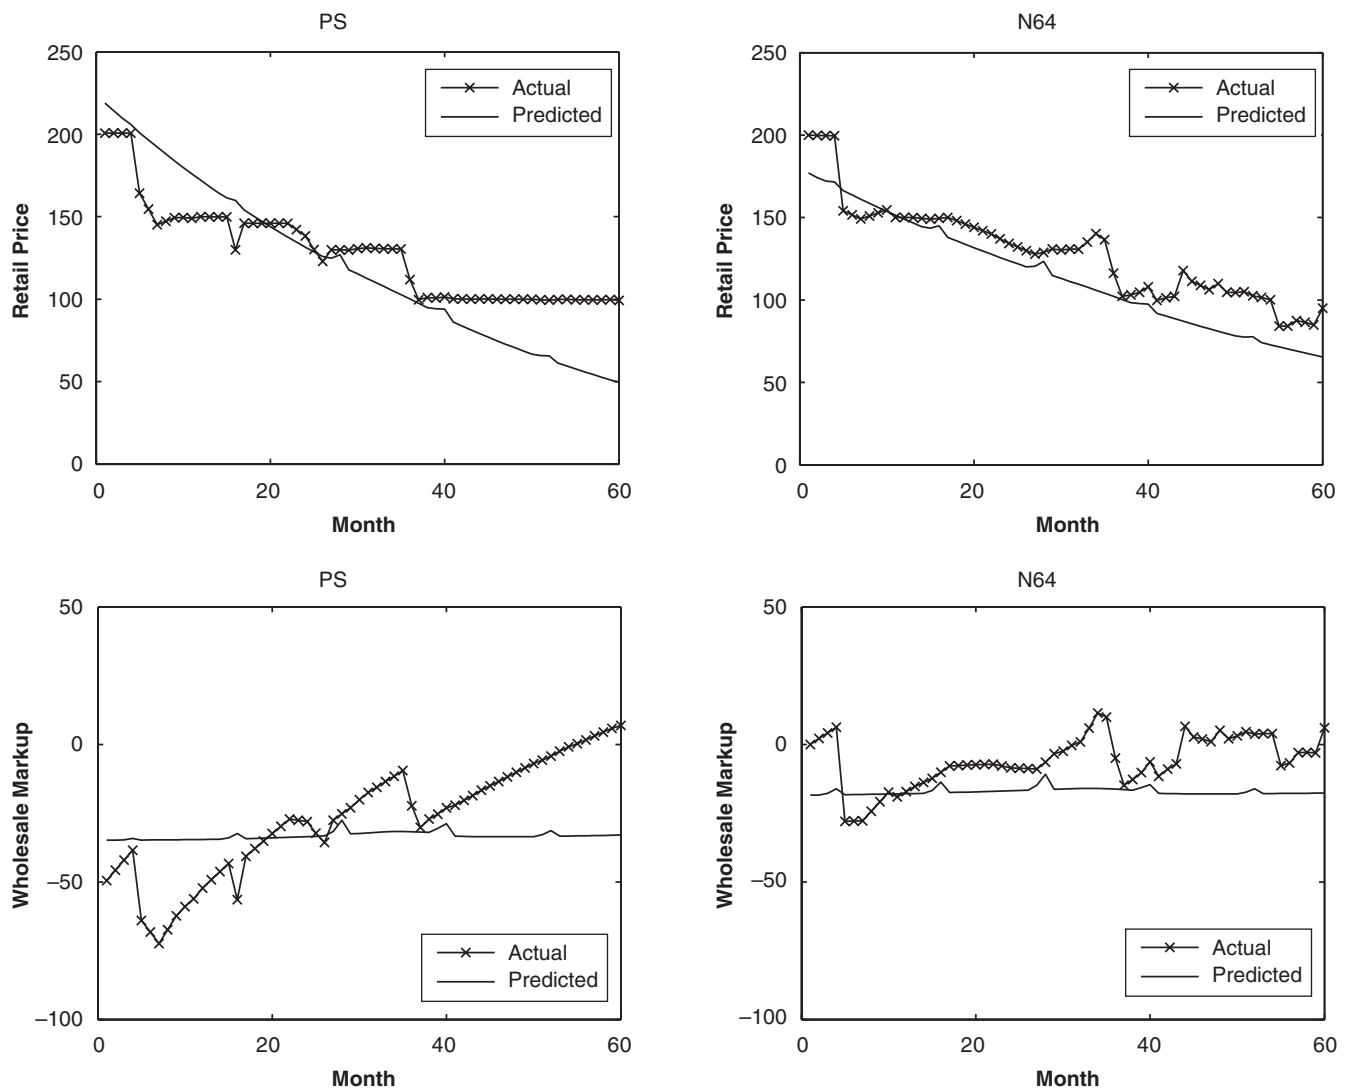 PS
250
200
150
100
50
0
Retail Price
Actual
Predicted
0 20 40 60
Month
N64
250
200
150
100
50
0
Retail Price
Actual
Predicted
0 20 40 60
Month
PS
50
0
–50
–100
Wholesale Markup
Actual
Predicted
0 20 40 60
Month
N64
50
0
–50
–100
Wholesale Markup
Actual
Predicted
0 20 40 60
Month